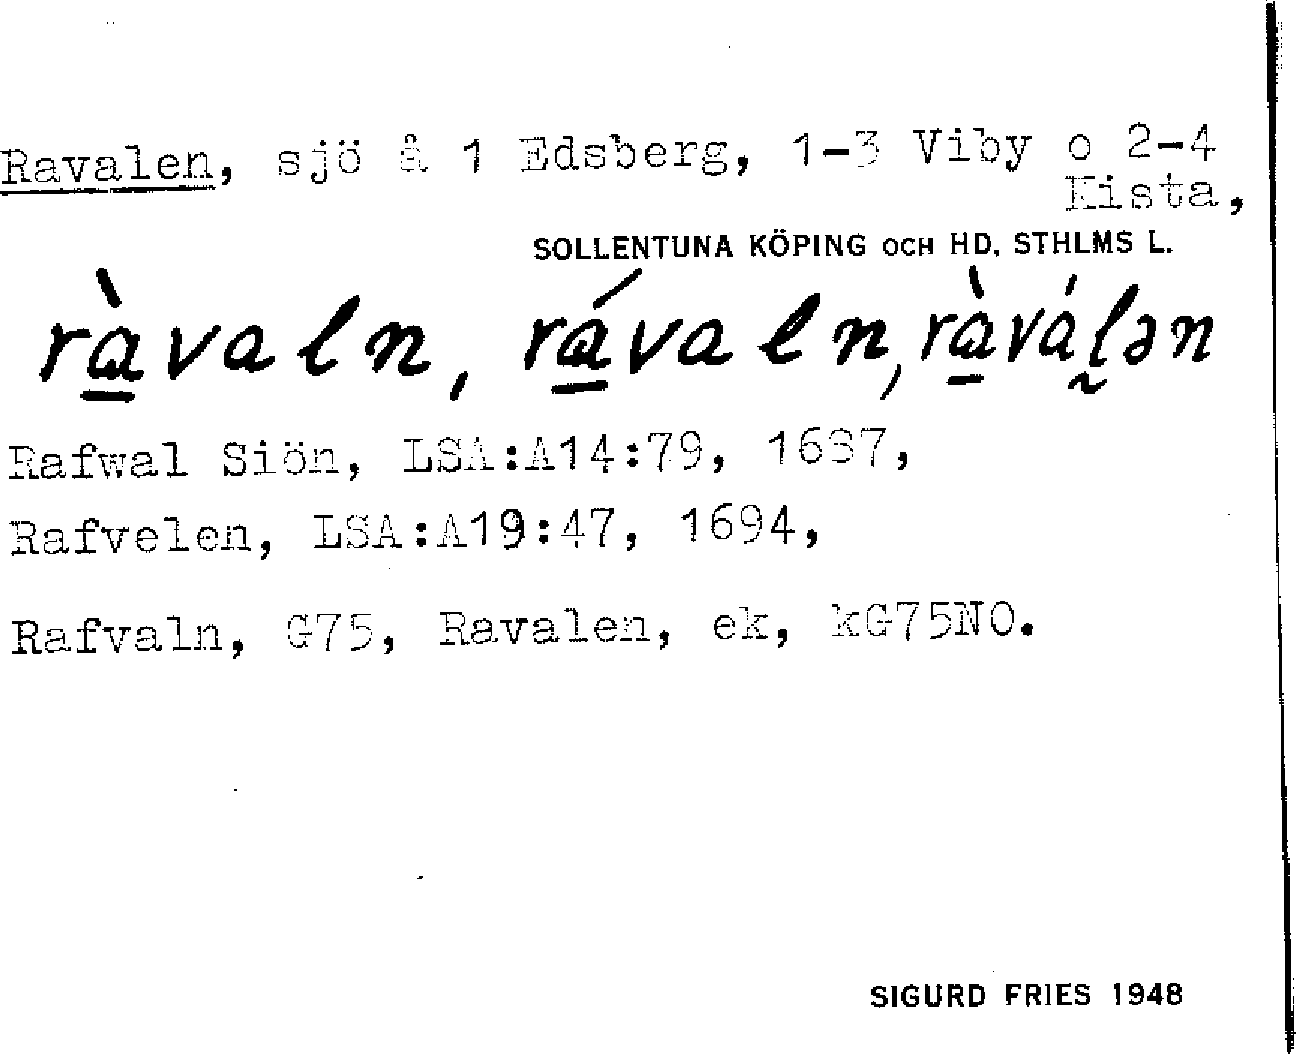 Ravalen, sjö å 1 Edsberg, 1-3 Viby o 2-4
Kista,
SOLLENTUNA KÖPING OCH HD, STHLMS L.
ràvaln, rávaln, ràválən
Rafwal Siön, LSA:A14:79, 1687,
Rafvelen, LSA:A19:47, 1694,
Rafvaln, G75, Ravalen, ek, kG75NO.
SIGURD FRIES 1948